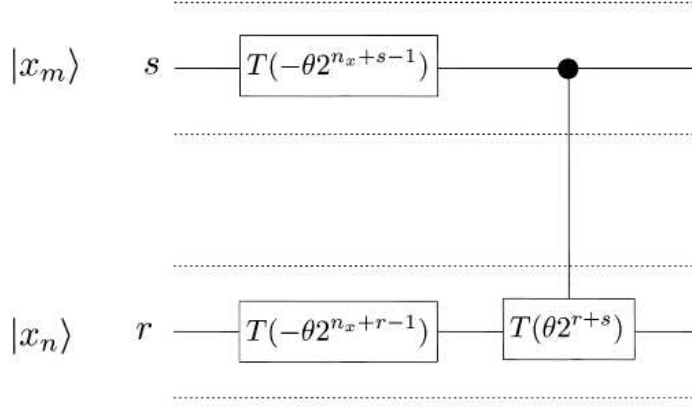 |x_m⟩ s T(−θ2^{n_x+s−1})
|x_n⟩ r T(−θ2^{n_x+r−1}) T(θ2^{r+s})